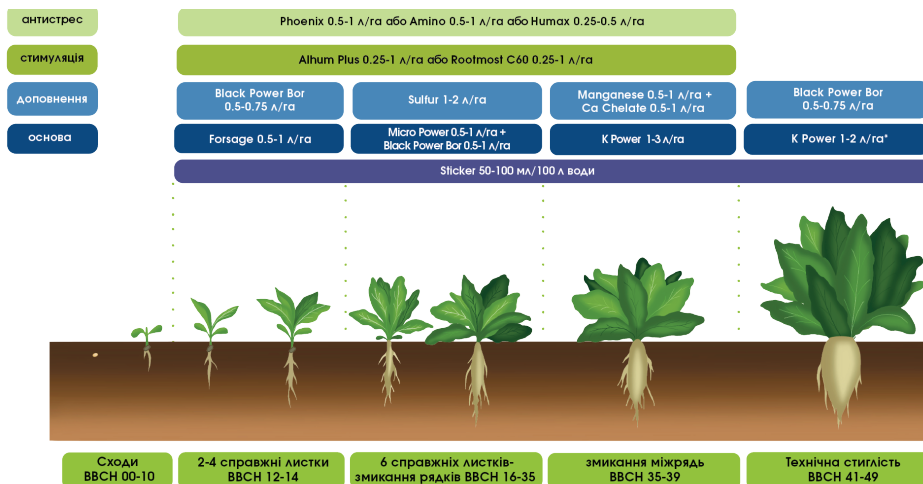 антистрес
Phoenix 0.5-1 л/га або Amino 0.5-1 л/га або Humax 0.25-0.5 л/га
стимуляція
Alhum Plus 0.25-1 л/га або Rootmost C60 0.25-1 л/га
доповнення
Black Power Bor
0.5-0.75 л/га
Sulfur 1-2 л/га
Manganese 0.5-1 л/га +
Ca Chelate 0.5-1 л/га
Black Power Bor
0.5-0.75 л/га
основа
Forsage 0.5-1 л/га
Micro Power 0.5-1 л/га +
Black Power Bor 0.5-1 л/га
K Power 1-3 л/га
K Power 1-2 л/га*
Sticker 50-100 мл/100 л води
Сходи
BBCH 00-10
2-4 справжні листки
BBCH 12-14
6 справжніх листків-
змикання рядків BBCH 16-35
змикання міжрядь
BBCH 35-39
Технічна стиглість
BBCH 41-49